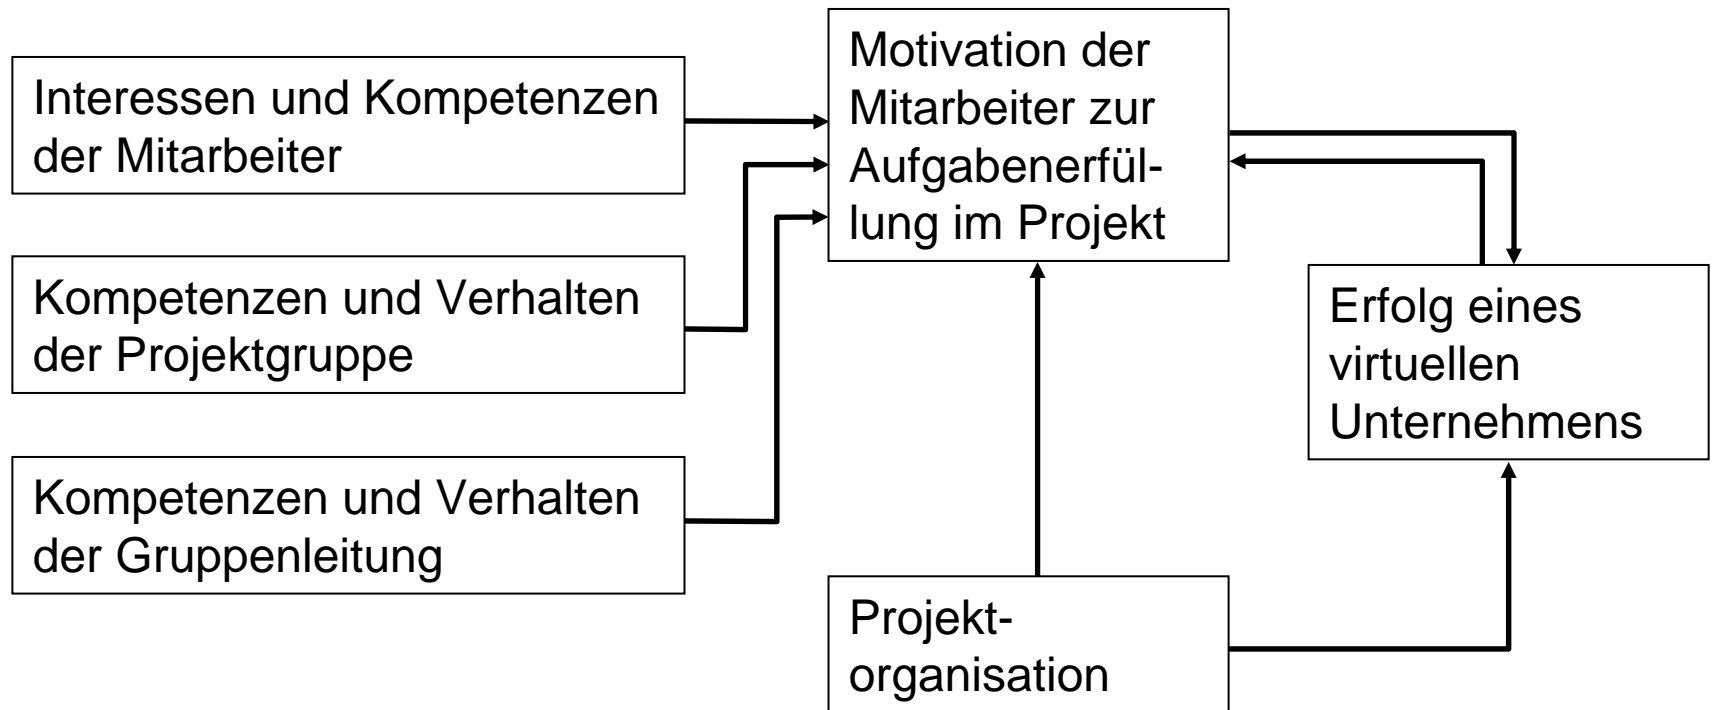 Interessen und Kompetenzen
der Mitarbeiter
Kompetenzen und Verhalten
der Projektgruppe
Kompetenzen und Verhalten
der Gruppenleitung
Motivation der
Mitarbeiter zur
Aufgabenerfül-
lung im Projekt
Projekt-
organisation
Erfolg eines
virtuellen
Unternehmens